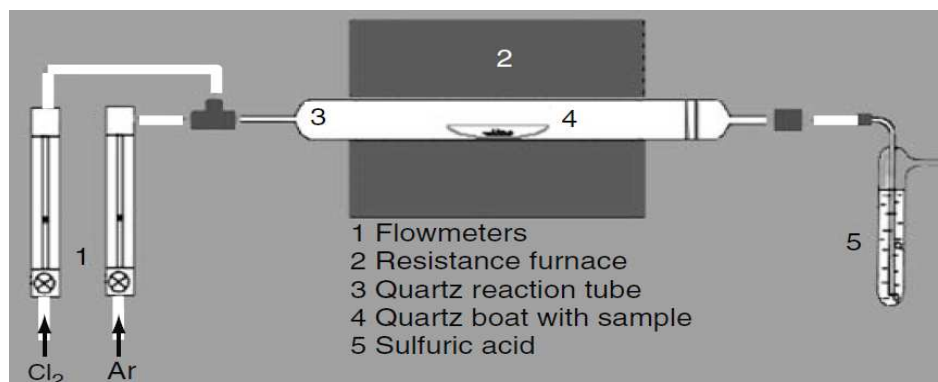 2
3
4
1
5
1 Flowmeters
2 Resistance furnace
3 Quartz reaction tube
4 Quartz boat with sample
5 Sulfuric acid
Cl₂
Ar